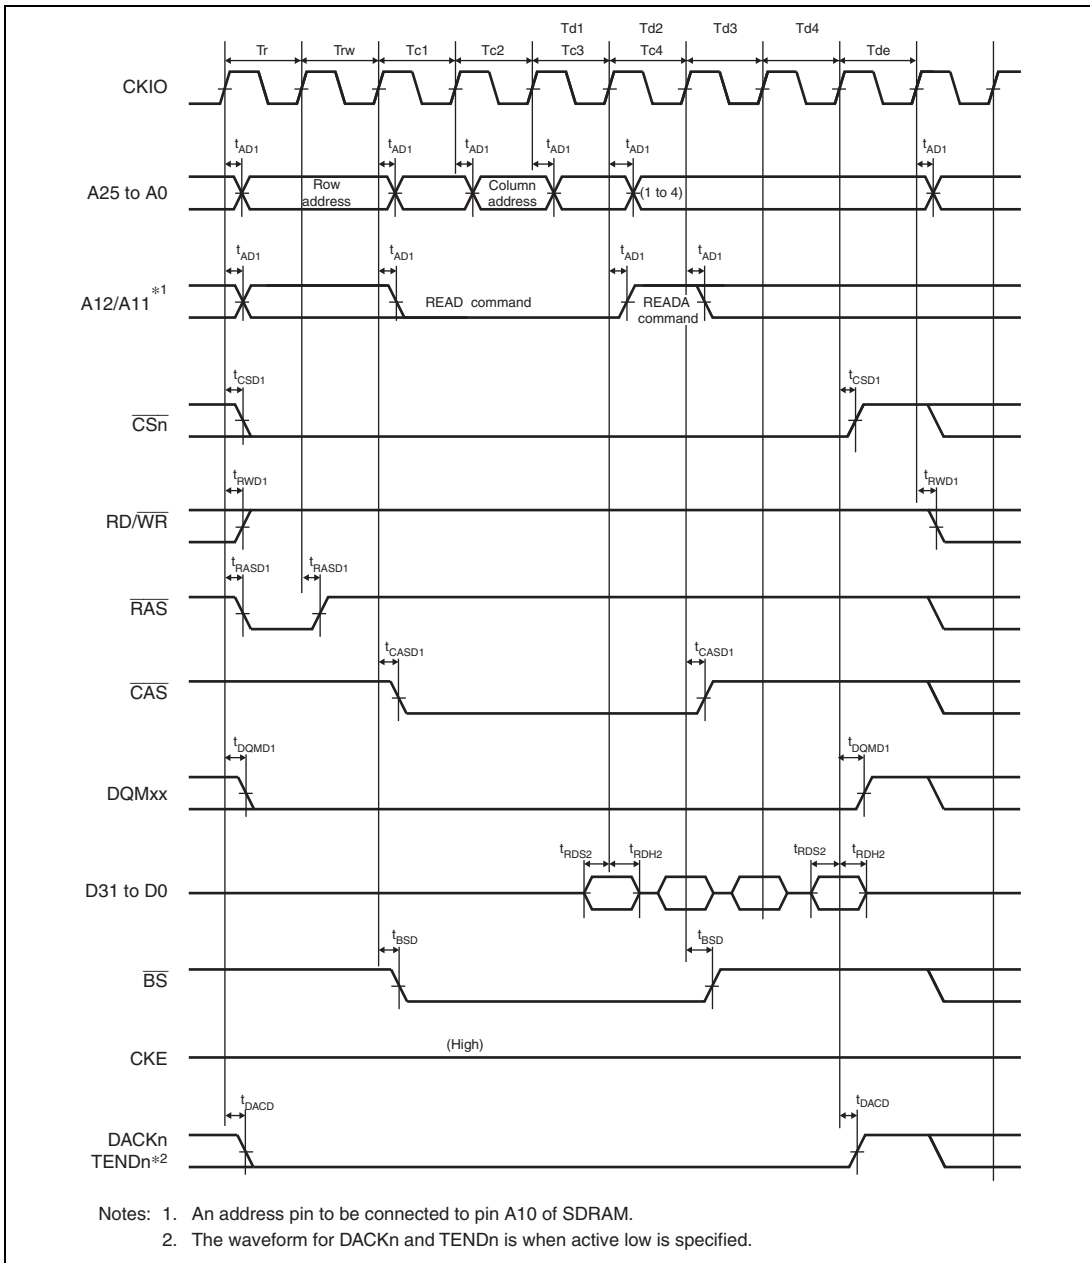 Td1 Td2 Td3 Td4
Tr Trw Tc1 Tc2 Tc3 Tc4 Tde
CKIO
tAD1 tAD1 tAD1 tAD1 tAD1 tAD1
A25 to A0
Row address
Column address
(1 to 4)
tAD1 tAD1 tAD1 tAD1
A12/A11*1
READ command
READA command
tCSD1 tCSD1
CSn
tRWD1 tRWD1
RD/WR
tRASD1 tRASD1
RAS
tCASD1 tCASD1
CAS
tDQMD1 tDQMD1
DQMxx
tRDS2 tRDH2 tRDS2 tRDH2
D31 to D0
tBSD tBSD
BS
(High)
CKE
tDACD tDACD
DACKn
TENDn*2
Notes: 1. An address pin to be connected to pin A10 of SDRAM.
2. The waveform for DACKn and TENDn is when active low is specified.